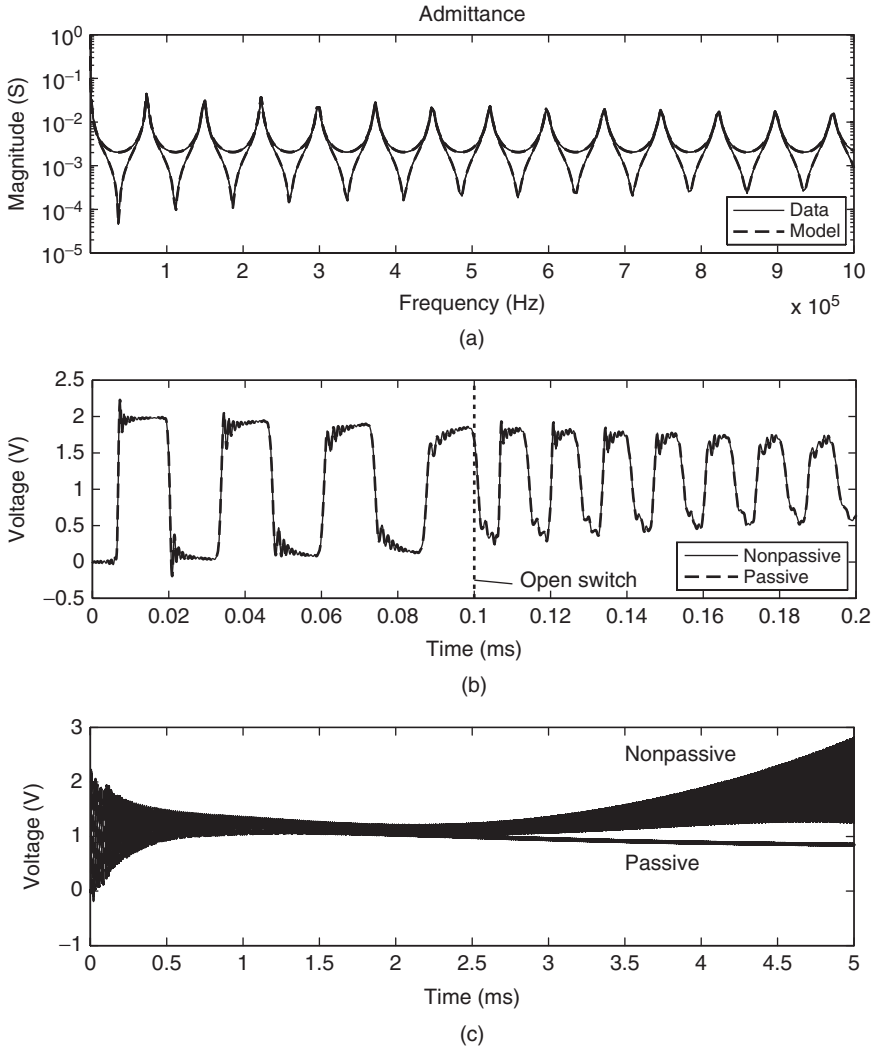 Admittance
10^0
10^-1
10^-2
10^-3
10^-4
10^-5
Magnitude (S)
Data
Model
1 2 3 4 5 6 7 8 9 10
Frequency (Hz)
x 10^5
(a)
2.5
2
1.5
1
0.5
0
−0.5
Voltage (V)
Open switch
Nonpassive
Passive
0 0.02 0.04 0.06 0.08 0.1 0.12 0.14 0.16 0.18 0.2
Time (ms)
(b)
3
2
1
0
−1
Voltage (V)
Nonpassive
Passive
0 0.5 1 1.5 2 2.5 3 3.5 4 4.5 5
Time (ms)
(c)